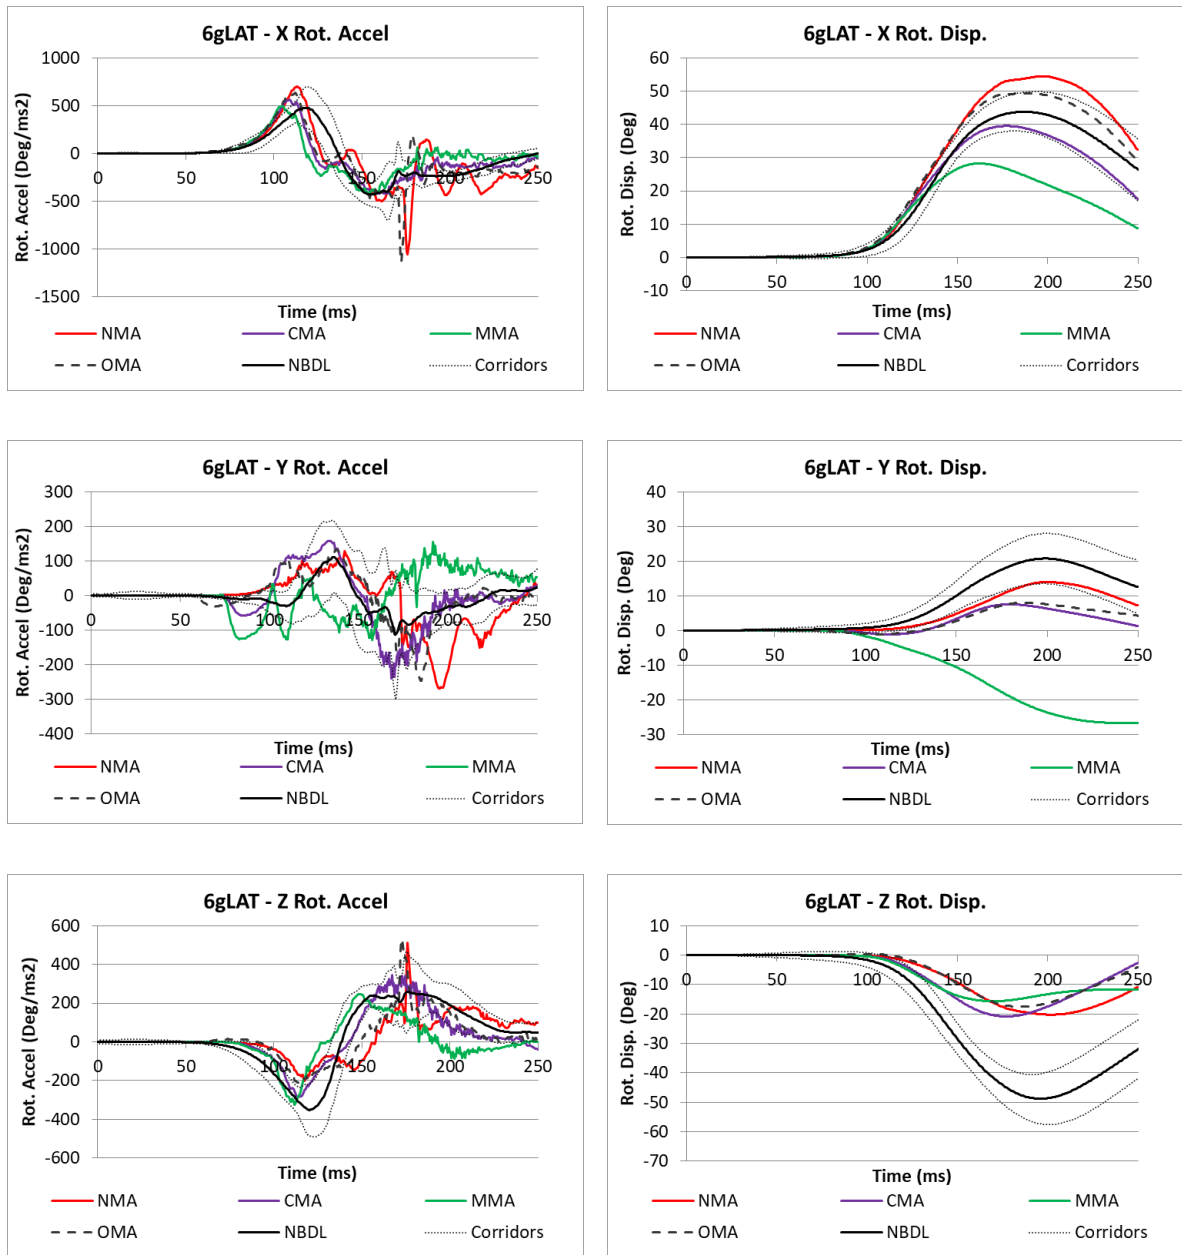 6gLAT - X Rot. Accel
Rot. Accel (Deg/ms2)
1000
500
0
-500
-1000
-1500
0 50 100 150 200 250
Time (ms)
NMA CMA MMA
OMA NBDL Corridors
6gLAT - X Rot. Disp.
Rot. Disp. (Deg)
60
50
40
30
20
10
0
-10
0 50 100 150 200 250
Time (ms)
NMA CMA MMA
OMA NBDL Corridors
6gLAT - Y Rot. Accel
Rot. Accel (Deg/ms2)
300
200
100
0
-100
-200
-300
-400
0 50 100 150 200 250
Time (ms)
NMA CMA MMA
OMA NBDL Corridors
6gLAT - Y Rot. Disp.
Rot. Disp. (Deg)
40
30
20
10
0
-10
-20
-30
0 50 100 150 200 250
Time (ms)
NMA CMA MMA
OMA NBDL Corridors
6gLAT - Z Rot. Accel
Rot. Accel (Deg/ms2)
600
400
200
0
-200
-400
-600
0 50 100 150 200 250
Time (ms)
NMA CMA MMA
OMA NBDL Corridors
6gLAT - Z Rot. Disp.
Rot. Disp. (Deg)
10
0
-10
-20
-30
-40
-50
-60
-70
0 50 100 150 200 250
Time (ms)
NMA CMA MMA
OMA NBDL Corridors